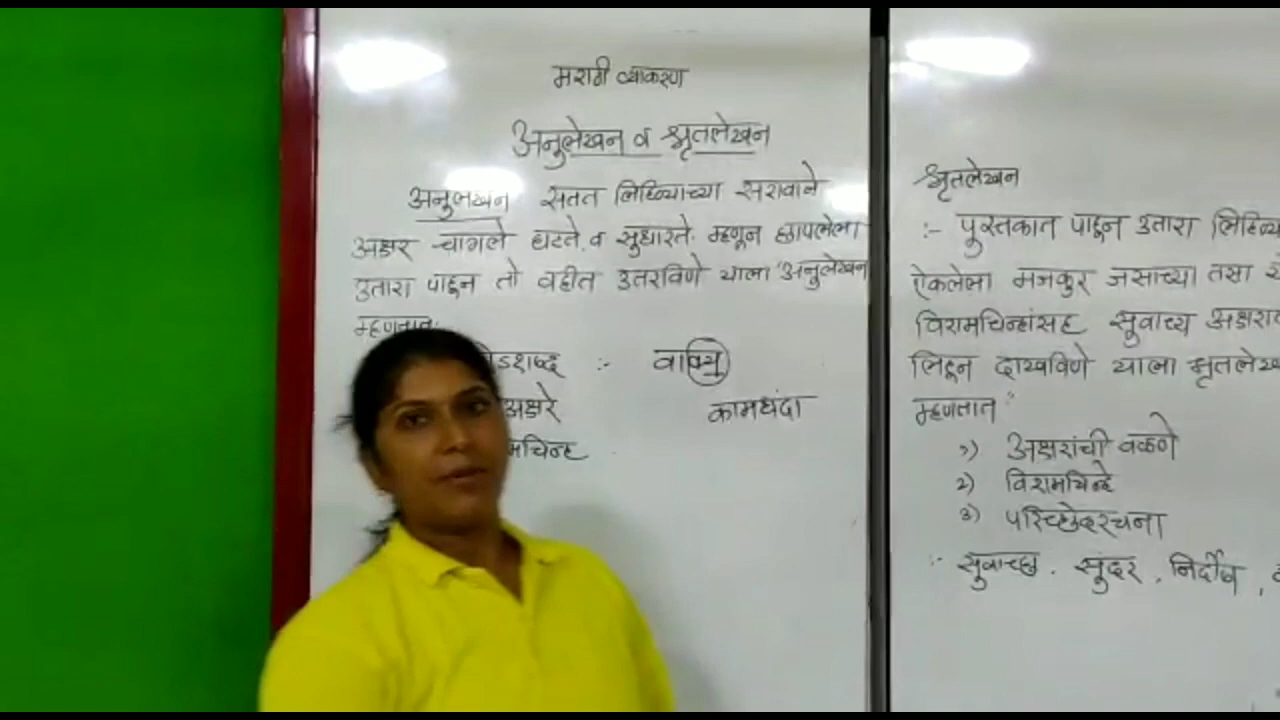 मराठी व्याकरण
अनुलेखन व श्रृतलेखन
अनुलेखन सतत लिहिण्याच्या सरावाने
अक्षर चांगले होते व सुधारते. म्हणून छापलेला
उतारा पाहून तो वहीत उतरविणे याला "अनुलेखन
म्हणतात
डशब्द :-
अक्षरे कामधंदा
मचिन्ह
श्रृतलेखन
:- पुस्तकात पाहून उतारा
ऐकलेला मजकुर जसाच्या तसा
विरामचिन्हांसह सुवाच्य
लिहून दाखविणे याला
म्हणतात"
१) अक्षरांची वळणे
२) विरामचिन्हे
३) परिच्छेदरचना
:- सुवाच्छ, सुंदर, निर्दोष,